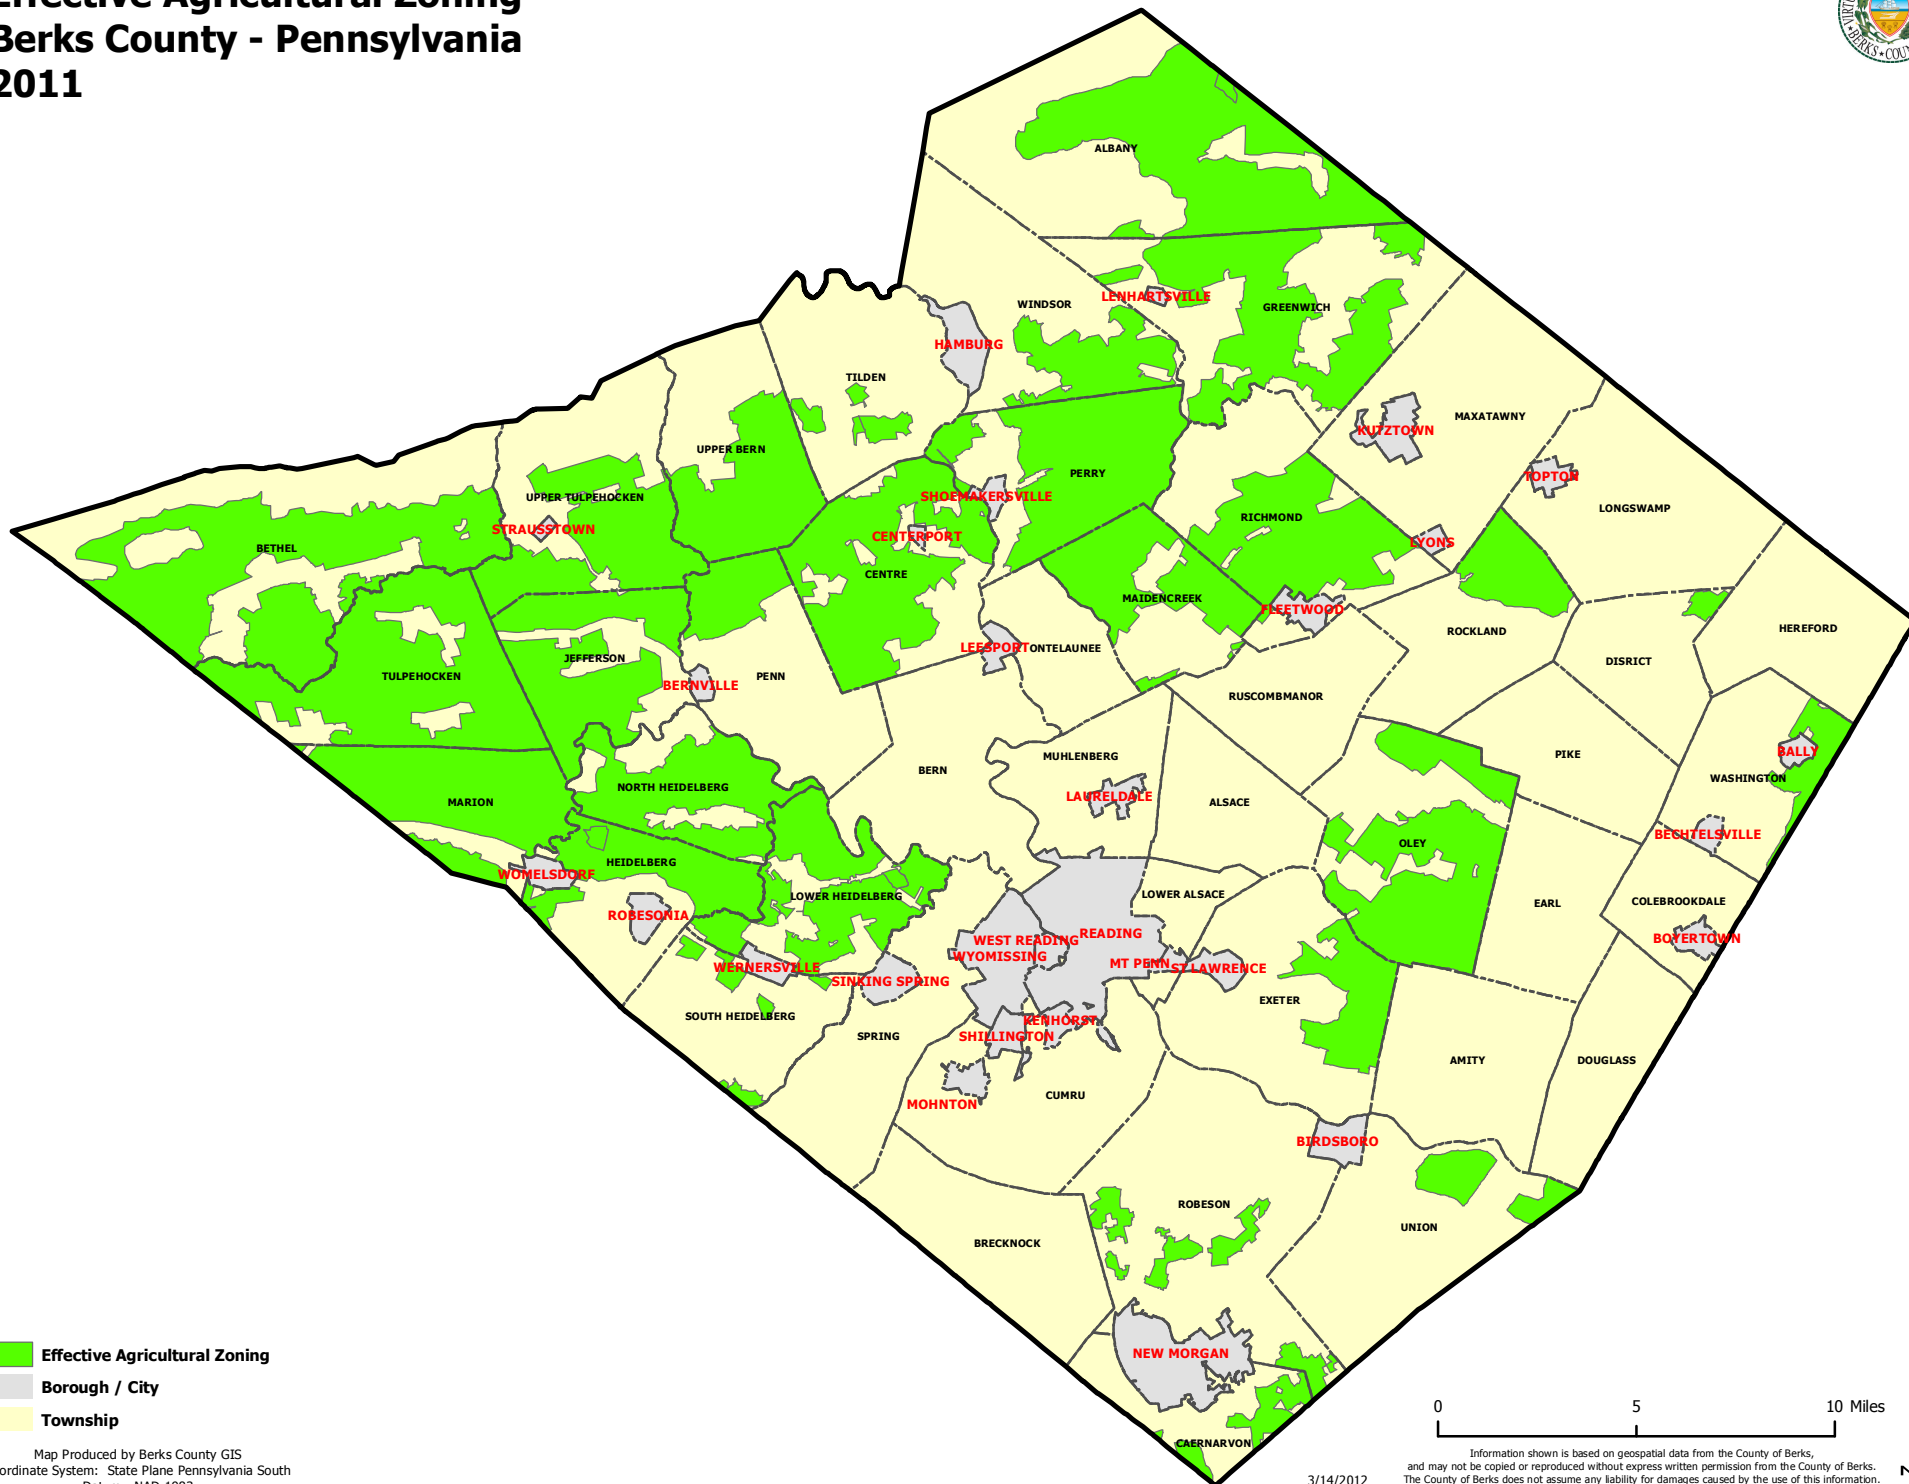 Effective Agricultural Zoning
Berks County - Pennsylvania
2011
BERKS COUN
ALBANY
LENHARTSVILLE
WINDSOR
GREENWICH
HAMBURG
TILDEN
MAXATAWNY
KUTZTOWN
UPPER BERN
PERRY
TOPTON
UPPER TULPEHOCKEN
SHOEMAKERSVILLE
LONGSWAMP
RICHMOND
STRAUSSTOWN
CENTERPORT
LYONS
BETHEL
CENTRE
MAIDENCREEK
FLEETWOOD
ROCKLAND
HEREFORD
LEESPORT
ONTELAUNEE
JEFFERSON
DISRICT
TULPEHOCKEN
PENN
BERNVILLE
RUSCOMBMANOR
BALLY
PIKE
MUHLENBERG
BERN
WASHINGTON
NORTH HEIDELBERG
LAURELDALE
MARION
ALSACE
BECHTELSVILLE
OLEY
HEIDELBERG
WOMELSDORF
LOWER HEIDELBERG
LOWER ALSACE
EARL
COLEBROOKDALE
ROBESONIA
READING
WEST READING
BOYERTOWN
WYOMISSING
MT PENN
ST LAWRENCE
WERNERSVILLE
SINKING SPRING
EXETER
SOUTH HEIDELBERG
KENHORST
SPRING
SHILLINGTON
AMITY
DOUGLASS
CUMRU
MOHNTON
BIRDSBORO
ROBESON
UNION
BRECKNOCK
NEW MORGAN
CAERNARVON
Effective Agricultural Zoning
Borough / City
Township
Map Produced by Berks County GIS
ordinate System: State Plane Pennsylvania South
0 5 10 Miles
Information shown is based on geospatial data from the County of Berks,
and may not be copied or reproduced without express written permission from the County of Berks.
3/14/2012 The County of Berks does not assume any liability for damages caused by the use of this information.